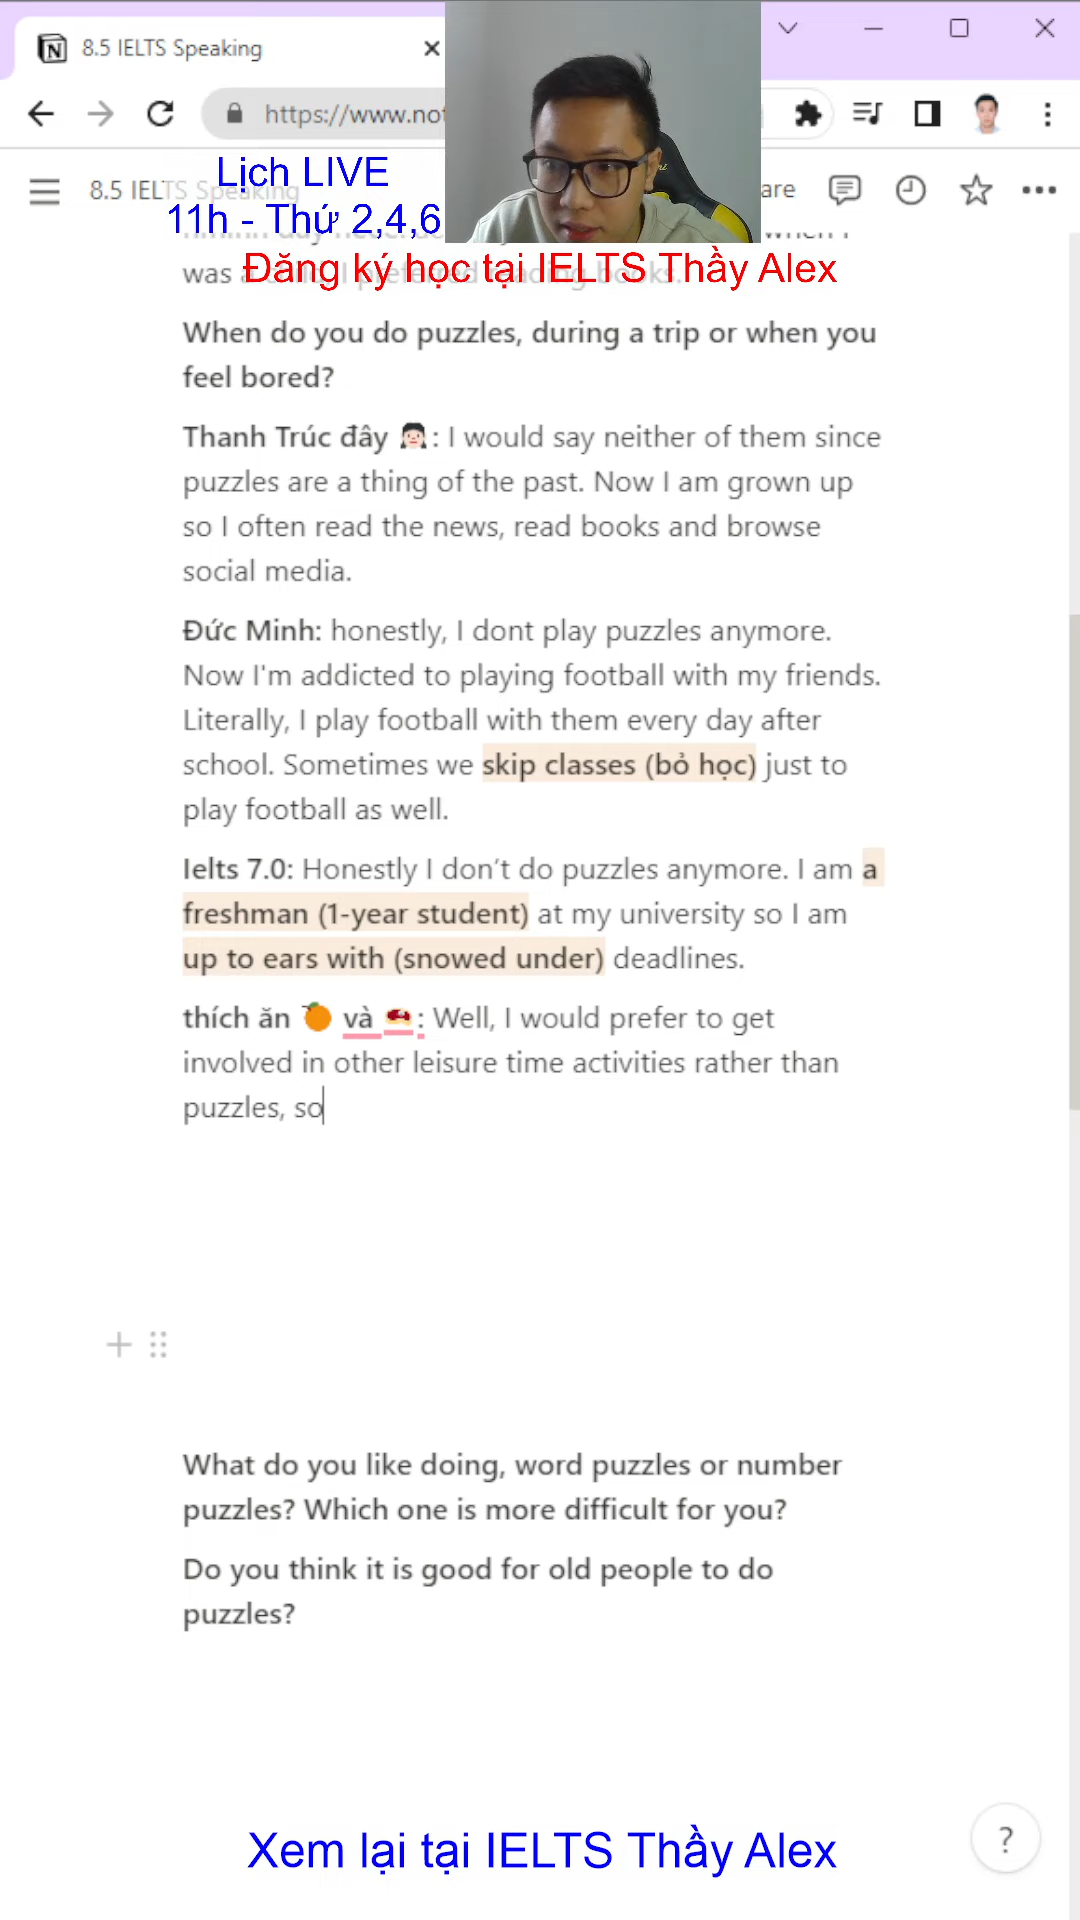 8.5 IELTS Speaking
https://www.no
Lịch LIVE
8.5 IELTS Speaking
are
11h - Thứ 2,4,6
when I
Đăng ký học tại IELTS Thầy Alex
was a child, I preferred reading books.
When do you do puzzles, during a trip or when you
feel bored?
Thanh Trúc đây 👧🏻: I would say neither of them since
puzzles are a thing of the past. Now I am grown up
so I often read the news, read books and browse
social media.
Đức Minh: honestly, I dont play puzzles anymore.
Now I'm addicted to playing football with my friends.
Literally, I play football with them every day after
school. Sometimes we skip classes (bỏ học) just to
play football as well.
Ielts 7.0: Honestly I don’t do puzzles anymore. I am a
freshman (1-year student) at my university so I am
up to ears with (snowed under) deadlines.
thích ăn 🍊 và 🍰: Well, I would prefer to get
involved in other leisure time activities rather than
puzzles, so
What do you like doing, word puzzles or number
puzzles? Which one is more difficult for you?
Do you think it is good for old people to do
puzzles?
Xem lại tại IELTS Thầy Alex
?